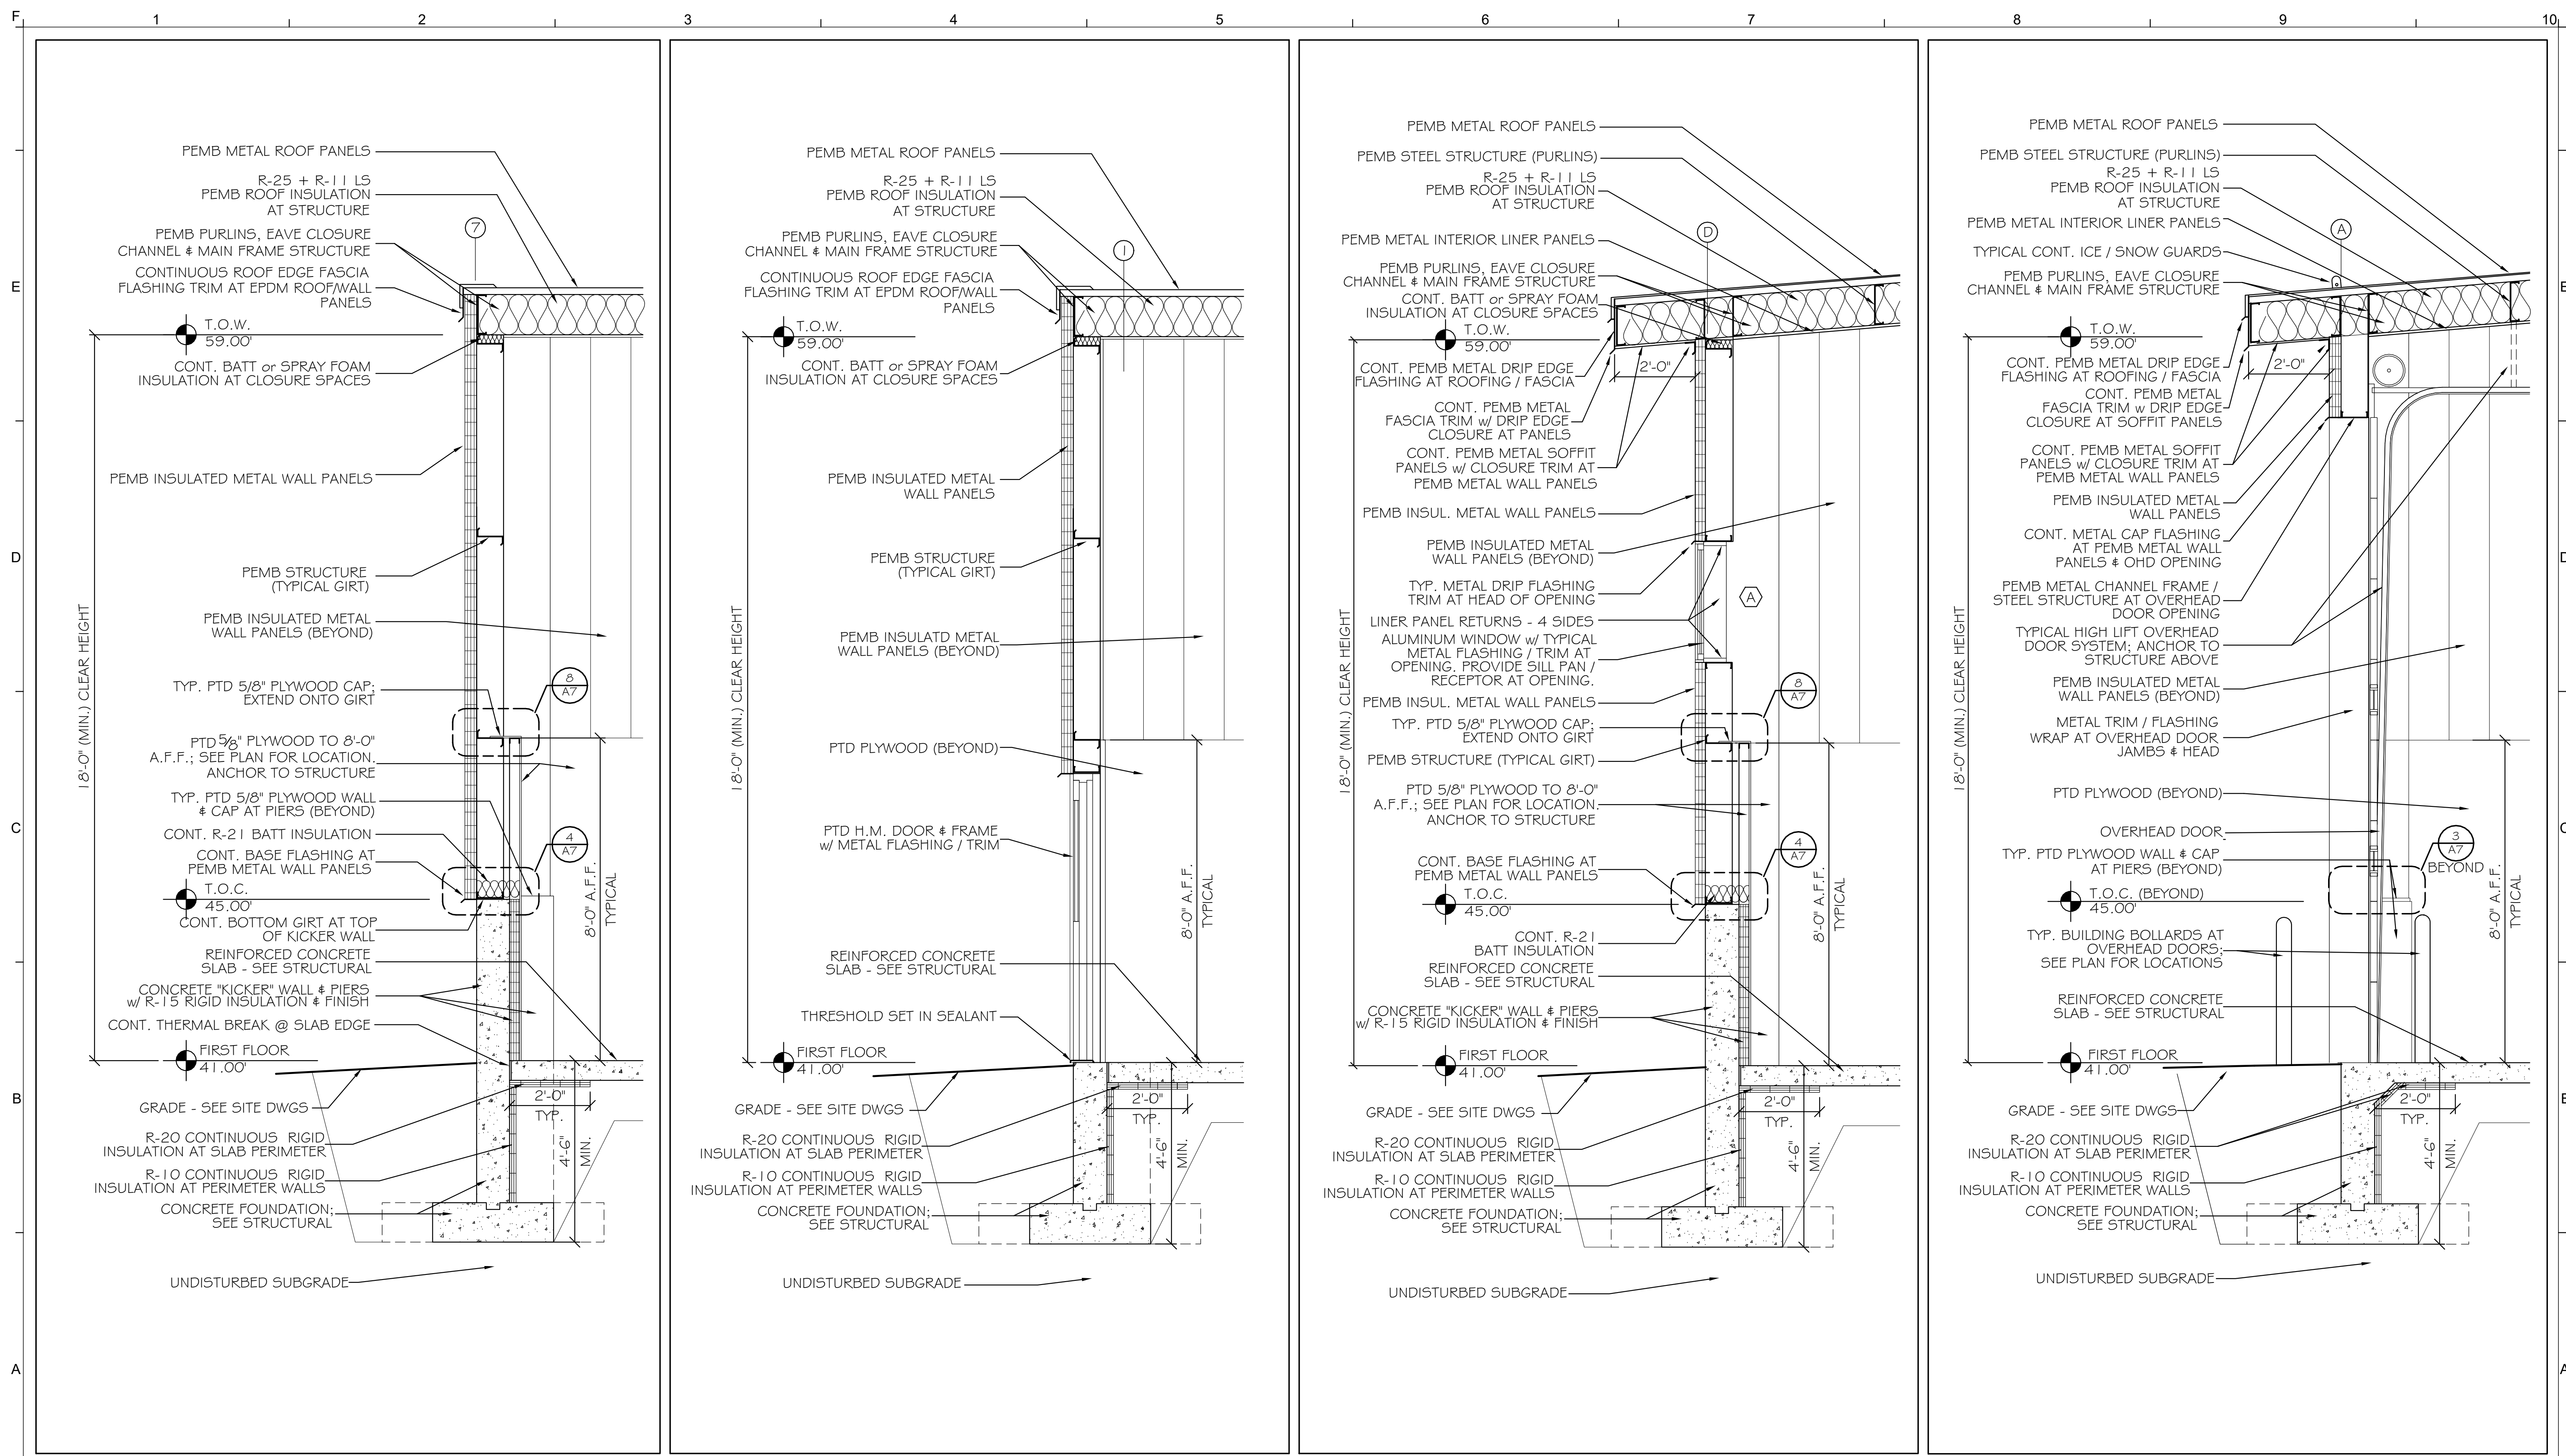 F
1
2
3
4
5
6
7
8
9
10
E
D
C
B
A
PEMB METAL ROOF PANELS
R-25 + R-11 LS
PEMB ROOF INSULATION
AT STRUCTURE
7
PEMB PURLINS, EAVE CLOSURE
CHANNEL & MAIN FRAME STRUCTURE
CONTINUOUS ROOF EDGE FASCIA
FLASHING TRIM AT EPDM ROOF/WALL
PANELS
T.O.W.
59.00'
CONT. BATT or SPRAY FOAM
INSULATION AT CLOSURE SPACES
PEMB INSULATED METAL WALL PANELS
PEMB STRUCTURE
(TYPICAL GIRT)
18'-0" (MIN.) CLEAR HEIGHT
PEMB INSULATED METAL
WALL PANELS (BEYOND)
8
A7
TYP. PTD 5/8" PLYWOOD CAP;
EXTEND ONTO GIRT
PTD 5/8" PLYWOOD TO 8'-0"
A.F.F.; SEE PLAN FOR LOCATION.
ANCHOR TO STRUCTURE
TYP. PTD 5/8" PLYWOOD WALL
& CAP AT PIERS (BEYOND)
4
A7
CONT. R-21 BATT INSULATION
CONT. BASE FLASHING AT
PEMB METAL WALL PANELS
T.O.C.
45.00'
8'-0" A.F.F.
TYPICAL
CONT. BOTTOM GIRT AT TOP
OF KICKER WALL
REINFORCED CONCRETE
SLAB - SEE STRUCTURAL
CONCRETE "KICKER" WALL & PIERS
w/ R-15 RIGID INSULATION & FINISH
CONT. THERMAL BREAK @ SLAB EDGE
FIRST FLOOR
41.00'
2'-0"
TYP.
GRADE - SEE SITE DWGS
4'-6"
MIN.
R-20 CONTINUOUS RIGID
INSULATION AT SLAB PERIMETER
R-10 CONTINUOUS RIGID
INSULATION AT PERIMETER WALLS
CONCRETE FOUNDATION;
SEE STRUCTURAL
UNDISTURBED SUBGRADE
PEMB METAL ROOF PANELS
R-25 + R-11 LS
PEMB ROOF INSULATION
AT STRUCTURE
1
PEMB PURLINS, EAVE CLOSURE
CHANNEL & MAIN FRAME STRUCTURE
CONTINUOUS ROOF EDGE FASCIA
FLASHING TRIM AT EPDM ROOF/WALL
PANELS
T.O.W.
59.00'
CONT. BATT or SPRAY FOAM
INSULATION AT CLOSURE SPACES
PEMB INSULATED METAL
WALL PANELS
PEMB STRUCTURE
(TYPICAL GIRT)
18'-0" (MIN.) CLEAR HEIGHT
PEMB INSULATD METAL
WALL PANELS (BEYOND)
PTD PLYWOOD (BEYOND)
PTD H.M. DOOR & FRAME
w/ METAL FLASHING / TRIM
8'-0" A.F.F.
TYPICAL
REINFORCED CONCRETE
SLAB - SEE STRUCTURAL
THRESHOLD SET IN SEALANT
FIRST FLOOR
41.00'
2'-0"
TYP.
GRADE - SEE SITE DWGS
4'-6"
MIN.
R-20 CONTINUOUS RIGID
INSULATION AT SLAB PERIMETER
R-10 CONTINUOUS RIGID
INSULATION AT PERIMETER WALLS
CONCRETE FOUNDATION;
SEE STRUCTURAL
UNDISTURBED SUBGRADE
PEMB METAL ROOF PANELS
PEMB STEEL STRUCTURE (PURLINS)
R-25 + R-11 LS
PEMB ROOF INSULATION
AT STRUCTURE
D
PEMB METAL INTERIOR LINER PANELS
PEMB PURLINS, EAVE CLOSURE
CHANNEL & MAIN FRAME STRUCTURE
CONT. BATT or SPRAY FOAM
INSULATION AT CLOSURE SPACES
T.O.W.
59.00'
2'-0"
CONT. PEMB METAL DRIP EDGE
FLASHING AT ROOFING / FASCIA
CONT. PEMB METAL
FASCIA TRIM w/ DRIP EDGE
CLOSURE AT PANELS
CONT. PEMB METAL SOFFIT
PANELS w/ CLOSURE TRIM AT
PEMB METAL WALL PANELS
PEMB INSUL. METAL WALL PANELS
PEMB INSULATED METAL
WALL PANELS (BEYOND)
TYP. METAL DRIP FLASHING
TRIM AT HEAD OF OPENING
A
LINER PANEL RETURNS - 4 SIDES
ALUMINUM WINDOW w/ TYPICAL
METAL FLASHING / TRIM AT
OPENING. PROVIDE SILL PAN /
RECEPTOR AT OPENING.
18'-0" (MIN.) CLEAR HEIGHT
8
A7
PEMB INSUL. METAL WALL PANELS
TYP. PTD 5/8" PLYWOOD CAP;
EXTEND ONTO GIRT
PEMB STRUCTURE (TYPICAL GIRT)
PTD 5/8" PLYWOOD TO 8'-0"
A.F.F.; SEE PLAN FOR LOCATION.
ANCHOR TO STRUCTURE
4
A7
CONT. BASE FLASHING AT
PEMB METAL WALL PANELS
T.O.C.
45.00'
8'-0" A.F.F.
TYPICAL
CONT. R-21
BATT INSULATION
REINFORCED CONCRETE
SLAB - SEE STRUCTURAL
CONCRETE "KICKER" WALL & PIERS
w/ R-15 RIGID INSULATION & FINISH
FIRST FLOOR
41.00'
2'-0"
TYP.
GRADE - SEE SITE DWGS
4'-6"
MIN.
R-20 CONTINUOUS RIGID
INSULATION AT SLAB PERIMETER
R-10 CONTINUOUS RIGID
INSULATION AT PERIMETER WALLS
CONCRETE FOUNDATION;
SEE STRUCTURAL
UNDISTURBED SUBGRADE
PEMB METAL ROOF PANELS
PEMB STEEL STRUCTURE (PURLINS)
R-25 + R-11 LS
PEMB ROOF INSULATION
AT STRUCTURE
PEMB METAL INTERIOR LINER PANELS
A
TYPICAL CONT. ICE / SNOW GUARDS
PEMB PURLINS, EAVE CLOSURE
CHANNEL & MAIN FRAME STRUCTURE
T.O.W.
59.00'
2'-0"
CONT. PEMB METAL DRIP EDGE
FLASHING AT ROOFING / FASCIA
CONT. PEMB METAL
FASCIA TRIM w DRIP EDGE
CLOSURE AT SOFFIT PANELS
CONT. PEMB METAL SOFFIT
PANELS w/ CLOSURE TRIM AT
PEMB METAL WALL PANELS
PEMB INSULATED METAL
WALL PANELS
CONT. METAL CAP FLASHING
AT PEMB METAL WALL
PANELS & OHD OPENING
PEMB METAL CHANNEL FRAME /
STEEL STRUCTURE AT OVERHEAD
DOOR OPENING
TYPICAL HIGH LIFT OVERHEAD
DOOR SYSTEM; ANCHOR TO
STRUCTURE ABOVE
18'-0" (MIN.) CLEAR HEIGHT
PEMB INSULATED METAL
WALL PANELS (BEYOND)
METAL TRIM / FLASHING
WRAP AT OVERHEAD DOOR
JAMBS & HEAD
PTD PLYWOOD (BEYOND)
OVERHEAD DOOR
3
A7
BEYOND
TYP. PTD PLYWOOD WALL & CAP
AT PIERS (BEYOND)
T.O.C. (BEYOND)
45.00'
8'-0" A.F.F.
TYPICAL
TYP. BUILDING BOLLARDS AT
OVERHEAD DOORS;
SEE PLAN FOR LOCATIONS
REINFORCED CONCRETE
SLAB - SEE STRUCTURAL
FIRST FLOOR
41.00'
2'-0"
TYP.
GRADE - SEE SITE DWGS
4'-6"
MIN.
R-20 CONTINUOUS RIGID
INSULATION AT SLAB PERIMETER
R-10 CONTINUOUS RIGID
INSULATION AT PERIMETER WALLS
CONCRETE FOUNDATION;
SEE STRUCTURAL
UNDISTURBED SUBGRADE